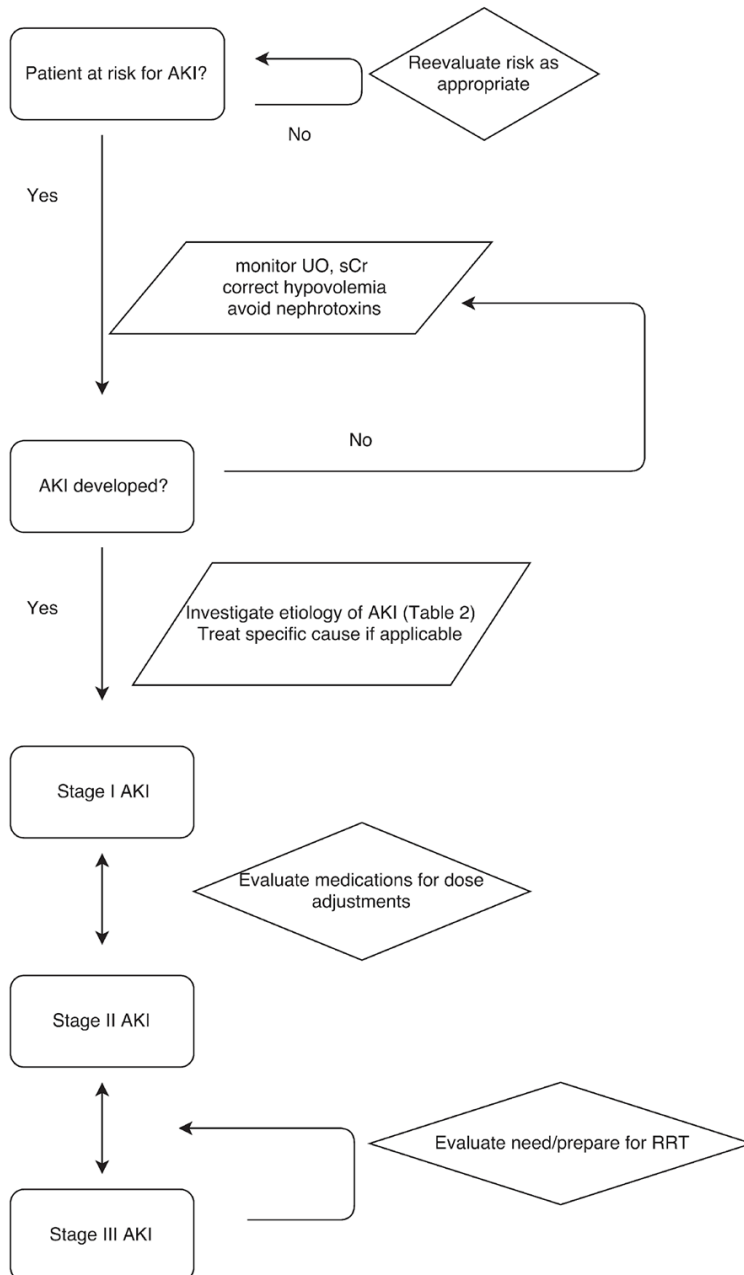 Patient at risk for AKI?
Reevaluate risk as
appropriate
No
Yes
monitor UO, sCr
correct hypovolemia
avoid nephrotoxins
No
AKI developed?
Yes
Investigate etiology of AKI (Table 2)
Treat specific cause if applicable
Stage I AKI
Evaluate medications for dose
adjustments
Stage II AKI
Evaluate need/prepare for RRT
Stage III AKI